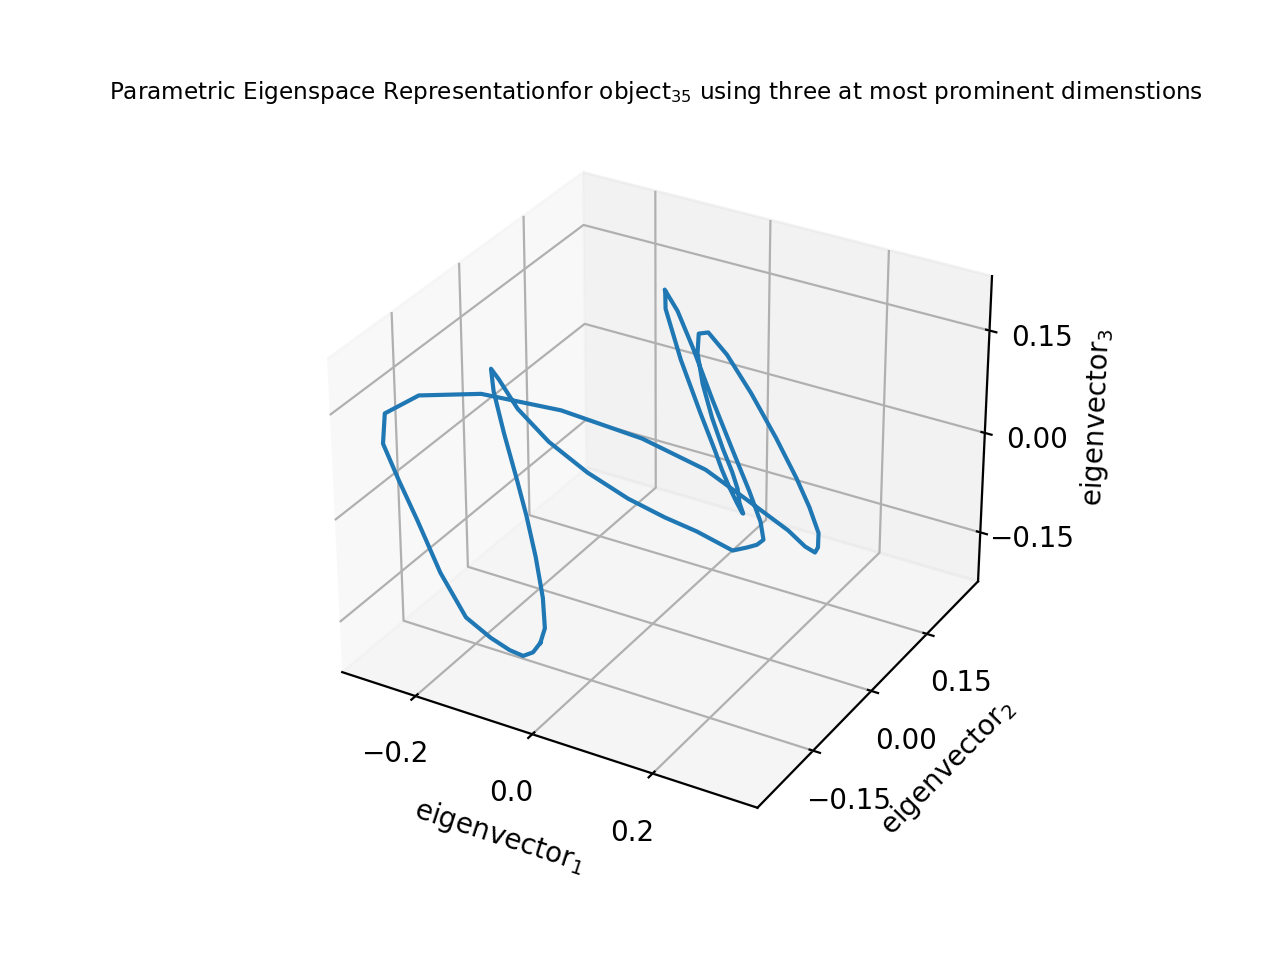 Parametric Eigenspace Representationfor object₃₅ using three at most prominent dimenstions
0.15
0.00
−0.15
eigenvector₃
0.15
0.00
−0.15
eigenvector₂
−0.2
0.0
0.2
eigenvector₁